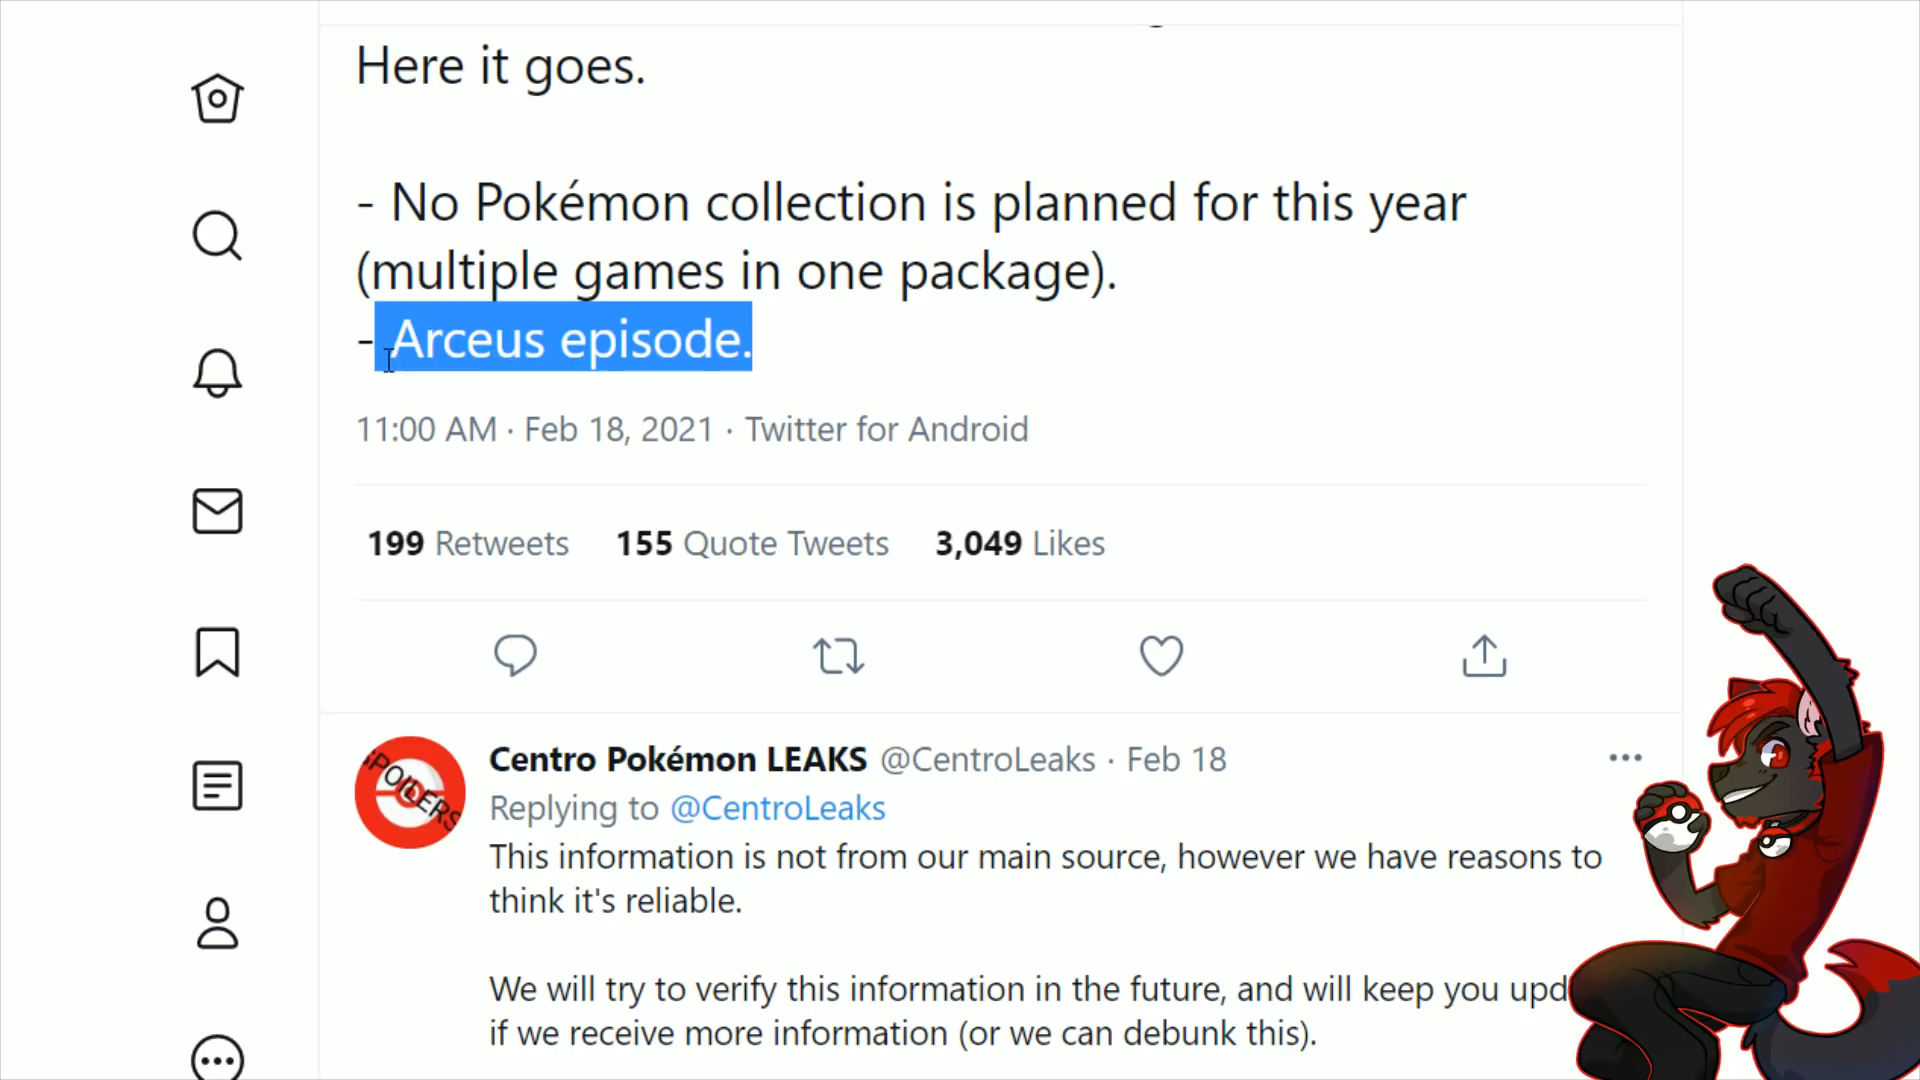 Here it goes.
- No Pokémon collection is planned for this year
(multiple games in one package).
- Arceus episode.
11:00 AM · Feb 18, 2021 · Twitter for Android
199 Retweets 155 Quote Tweets 3,049 Likes
Centro Pokémon LEAKS @CentroLeaks · Feb 18
SPOILERS
Replying to @CentroLeaks
This information is not from our main source, however we have reasons to
think it's reliable.
We will try to verify this information in the future, and will keep you upd
if we receive more information (or we can debunk this).